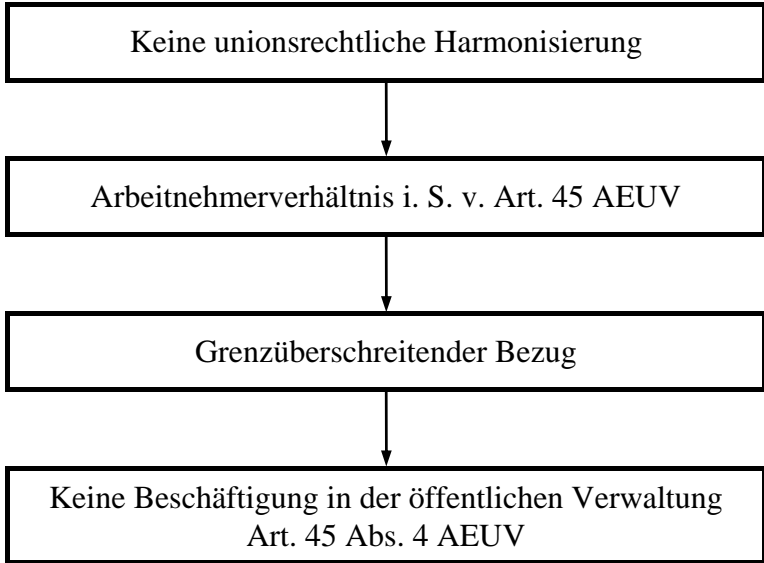 Keine unionsrechtliche Harmonisierung
Arbeitnehmerverhältnis i. S. v. Art. 45 AEUV
Grenzüberschreitender Bezug
Keine Beschäftigung in der öffentlichen Verwaltung
Art. 45 Abs. 4 AEUV